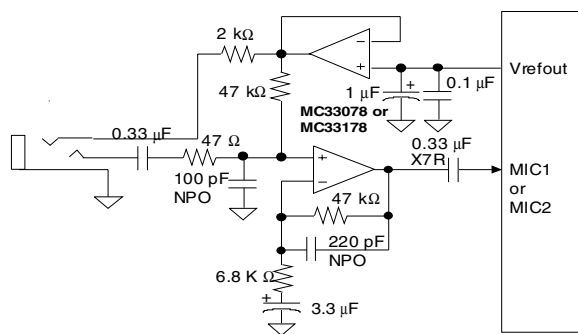 2 kΩ
−
+
Vrefout
47 kΩ
1 µF
+
0.1 µF
MC33078 or
MC33178
0.33 µF
47 Ω
+
−
0.33 µF
X7R
MIC1
or
MIC2
100 pF
NPO
47 kΩ
220 pF
NPO
6.8 K Ω
+
3.3 µF